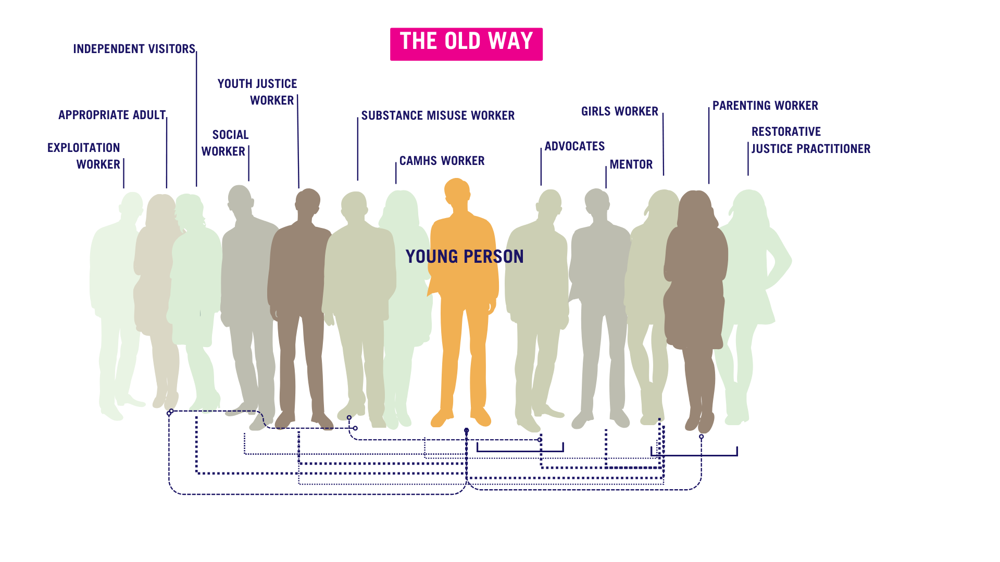 THE OLD WAY
INDEPENDENT VISITORS
YOUTH JUSTICE
WORKER
APPROPRIATE ADULT
SUBSTANCE MISUSE WORKER
GIRLS WORKER
PARENTING WORKER
SOCIAL
WORKER
RESTORATIVE
JUSTICE PRACTITIONER
EXPLOITATION
WORKER
CAMHS WORKER
ADVOCATES
MENTOR
YOUNG PERSON